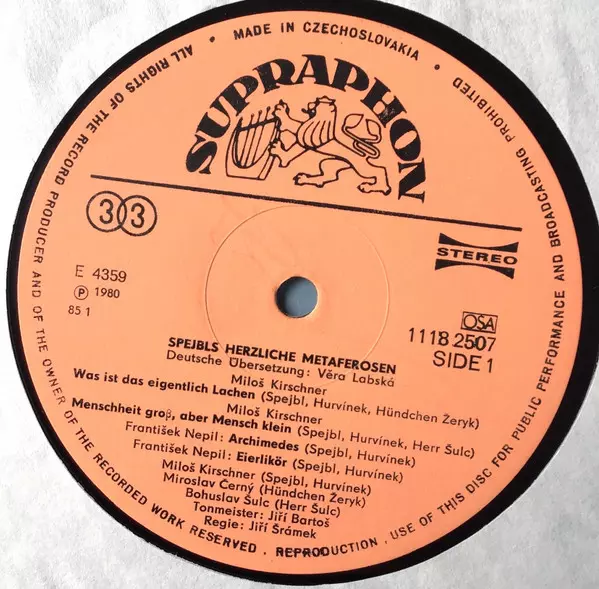 ALL RIGHTS OF THE RECORD PRODUCER AND OF THE OWNER OF THE RECORDED WORK RESERVED . REPRODUCTION . USE OF THIS DISC FOR PUBLIC PERFORMANCE AND BROADCASTING PROHIBITED
• MADE IN CZECHOSLOVAKIA •
SUPRAPHON
33
STEREO
E 4359
Ⓟ 1980
85 1
OSA
1118 2507
SIDE 1
SPEJBLS HERZLICHE METAFEROSEN
Deutsche Übersetzung: Věra Labská
Miloš Kirschner
Was ist das eigentlich Lachen (Spejbl, Hurvínek, Hündchen Žeryk)
Miloš Kirschner
Menschheit groß, aber Mensch klein (Spejbl, Hurvínek, Herr Šulc)
František Nepil: Archimedes (Spejbl, Hurvínek)
František Nepil: Eierlikör (Spejbl, Hurvínek)
Miloš Kirschner (Spejbl, Hurvínek)
Miroslav Černý (Hündchen Žeryk)
Bohuslav Šulc (Herr Šulc)
Tonmeister: Jiří Bartoš
Regie: Jiří Šrámek